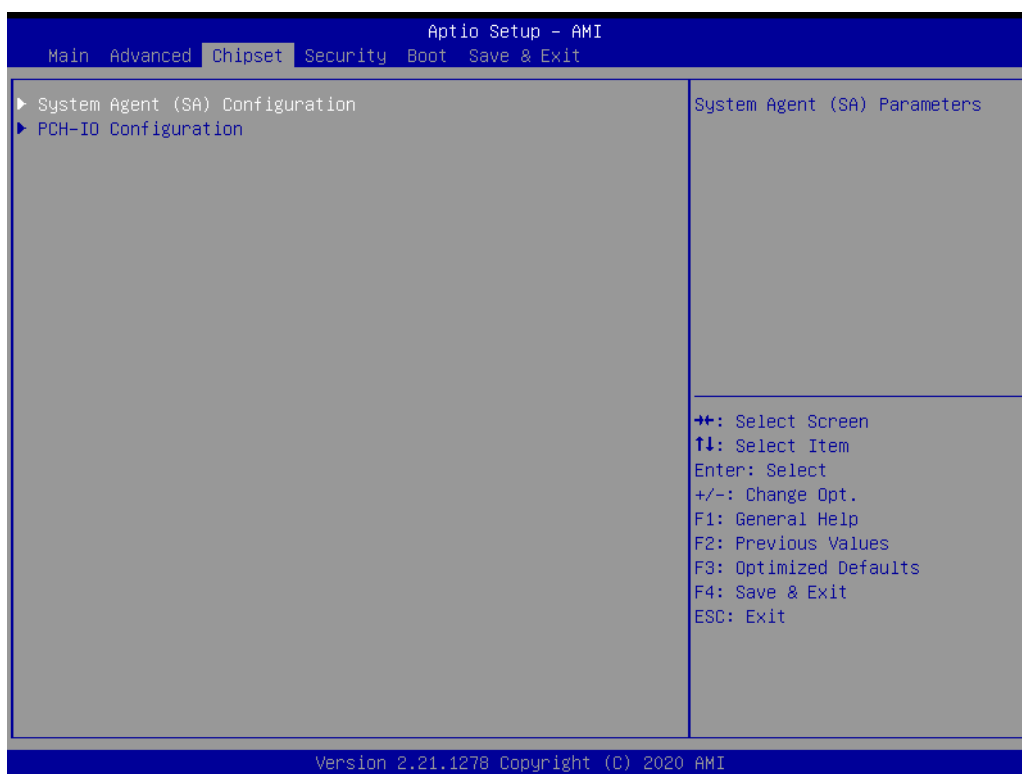 Aptio Setup - AMI
Main Advanced Chipset Security Boot Save & Exit
▶ System Agent (SA) Configuration
▶ PCH-IO Configuration
System Agent (SA) Parameters
→←: Select Screen
↑↓: Select Item
Enter: Select
+/-: Change Opt.
F1: General Help
F2: Previous Values
F3: Optimized Defaults
F4: Save & Exit
ESC: Exit
Version 2.21.1278 Copyright (C) 2020 AMI